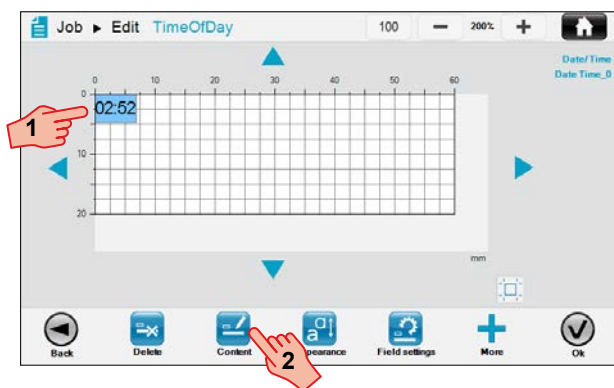 Job ▸ Edit TimeOfDay 100 − 200% +
Date/Time
Date Time_0
0 10 20 30 40 50 60
0
02:52
1
10
20
mm
Back Delete Content pearance Field settings More Ok
2